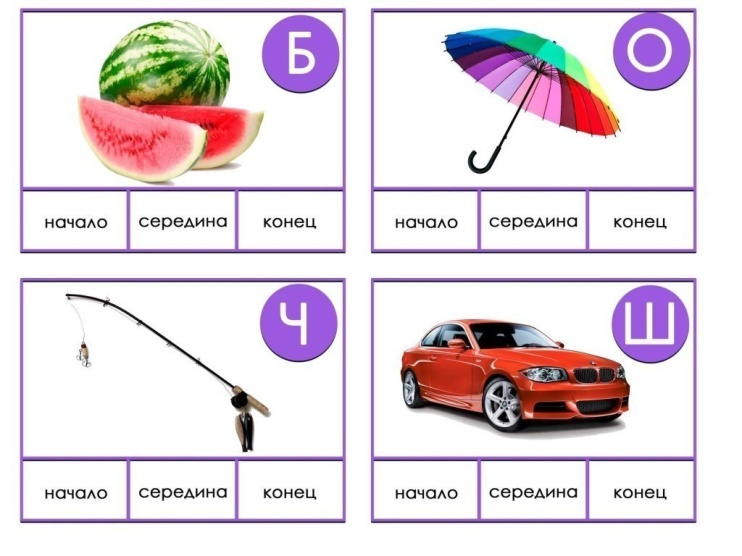 Б
О
начало середина конец
начало середина конец
Ч
Ш
начало середина конец
начало середина конец